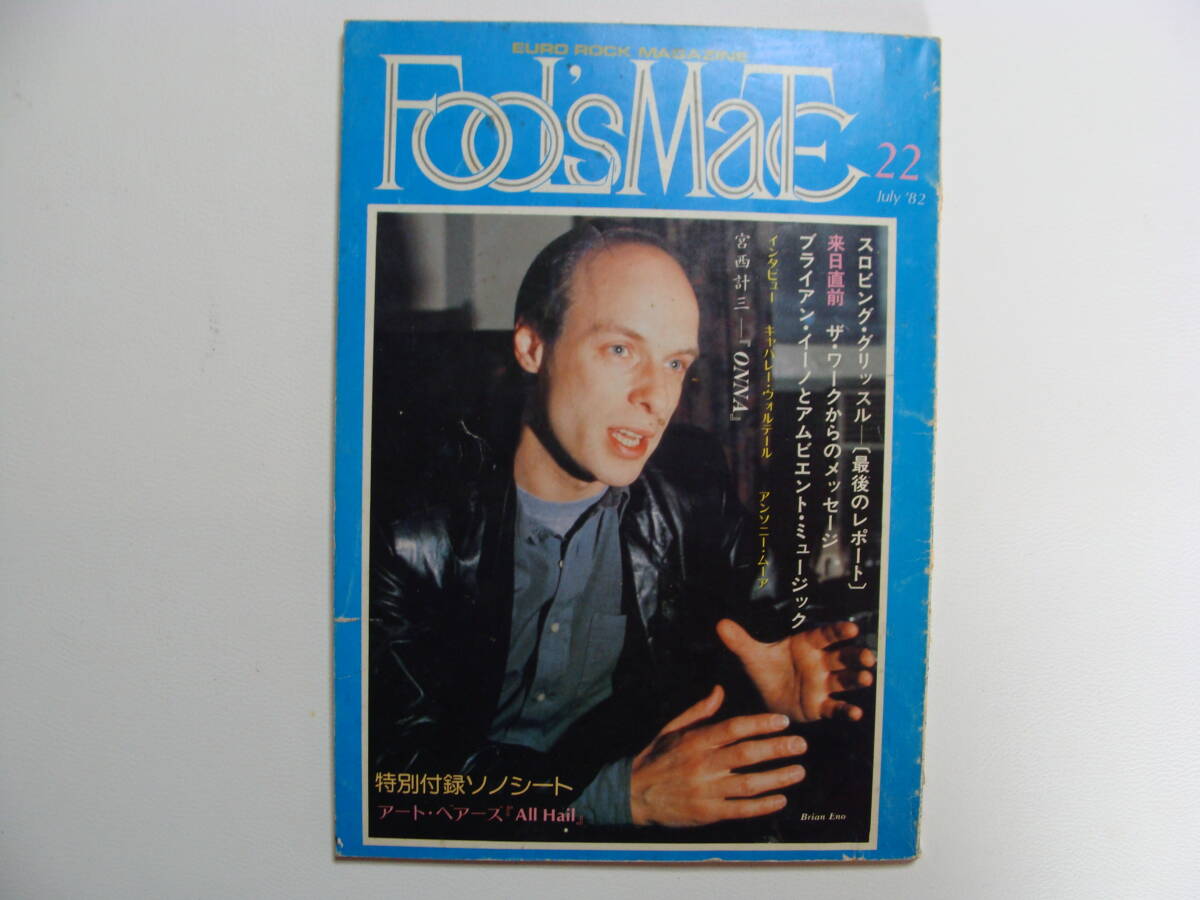 EURO ROCK MAGAZINE
FOOL'SMATE
22
July '82
スロビング・グリッスル―〔最後のレポート〕
来日直前 ザ・ワークからのメッセージ
ブライアン・イーノとアムビエント・ミュージック
インタビュー キャバレー・ヴォルテール アンソニー・ムーア
宮西計三―『ONNA』
特別付録ソノシート
アート・ベアーズ『All Hail』
Brian Eno